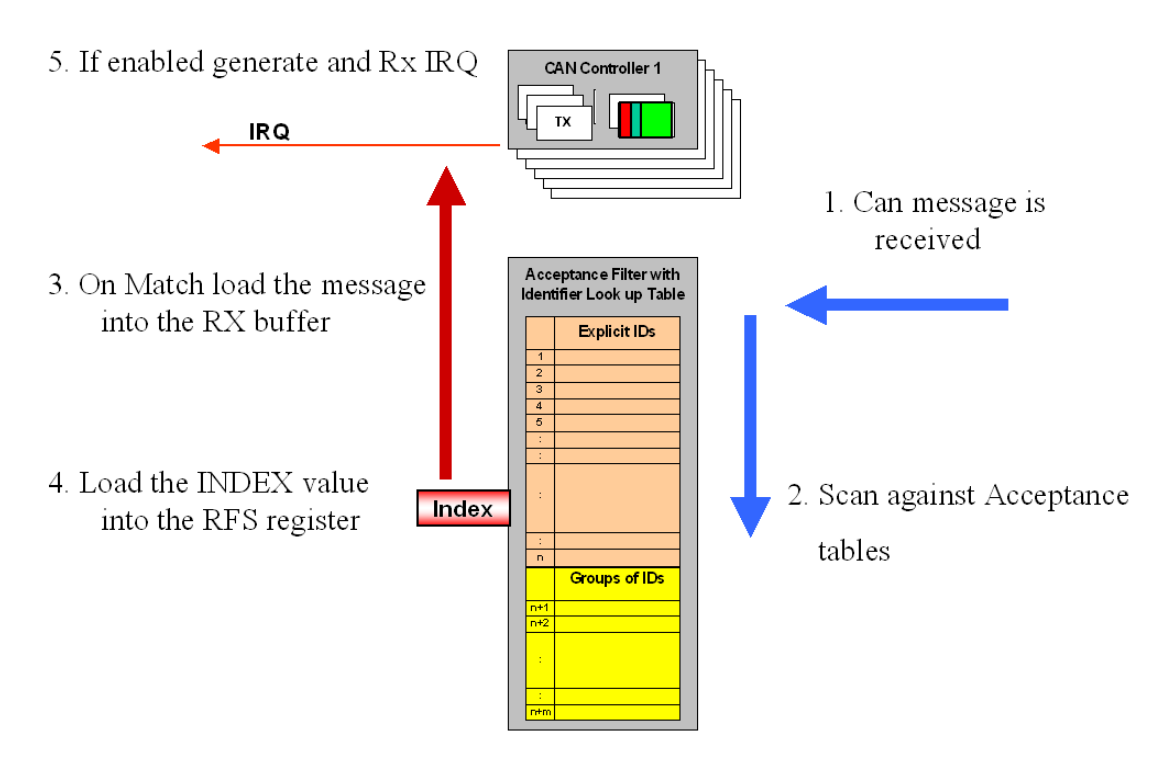 5. If enabled generate and Rx IRQ
CAN Controller 1
TX
IRQ
1. Can message is
received
3. On Match load the message
into the RX buffer
Acceptance Filter with
Identifier Look up Table
Explicit IDs
1
2
3
4
5
:
:
:
:
n
4. Load the INDEX value
into the RFS register
Index
2. Scan against Acceptance
tables
Groups of IDs
n+1
n+2
:
:
n+m